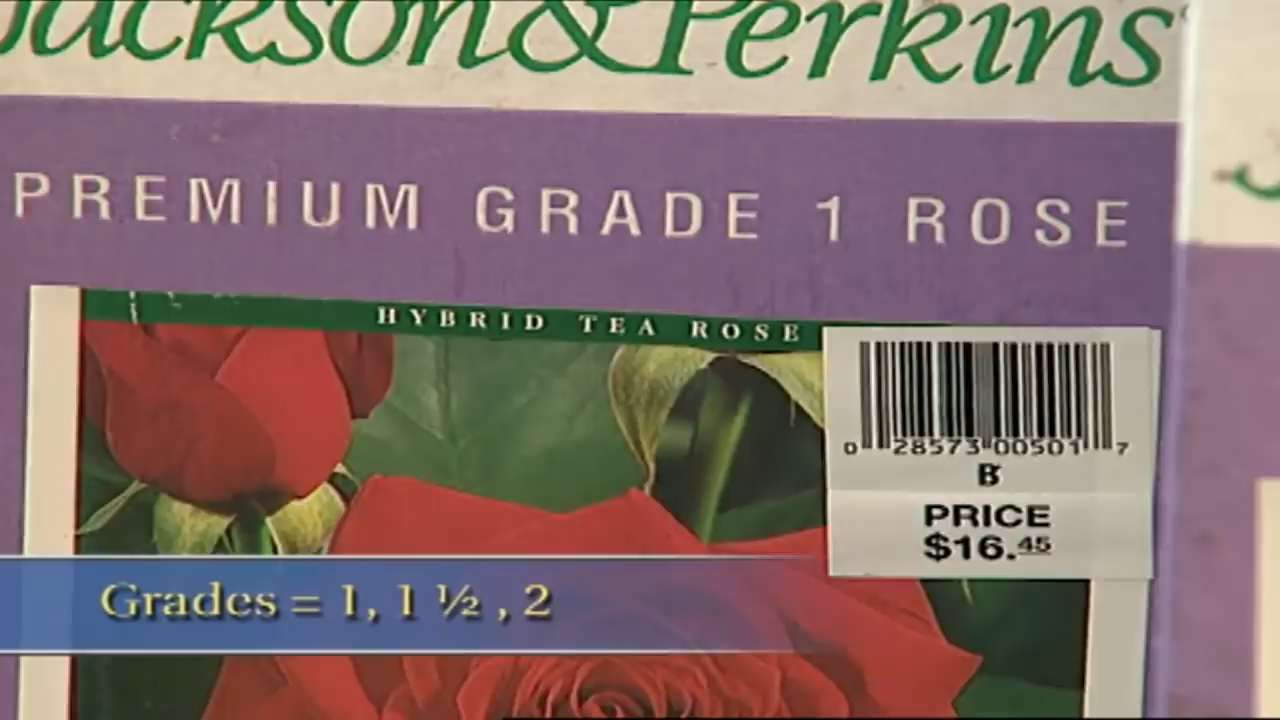 Jackson&Perkins
PREMIUM GRADE 1 ROSE
HYBRID TEA ROSE
0 28573 00501 7
B
PRICE
$16.45
Grades = 1, 1 ½ , 2